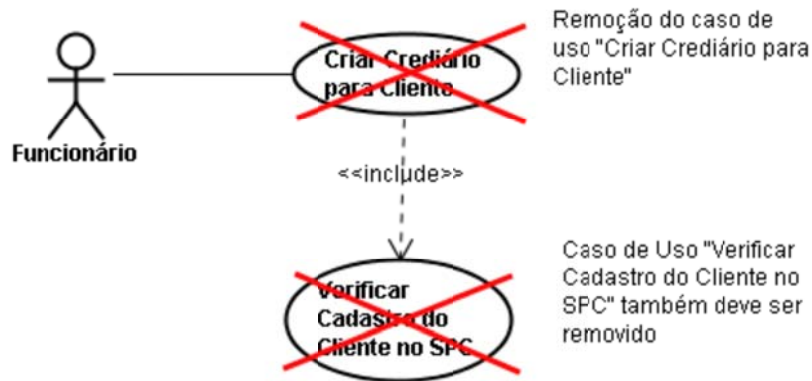 Remoção do caso de
uso "Criar Crediário para
Cliente"
Criar Crediário
para Cliente
Funcionário
<<include>>
Verificar
Cadastro do
Cliente no SPC
Caso de Uso "Verificar
Cadastro do Cliente no
SPC" também deve ser
removido